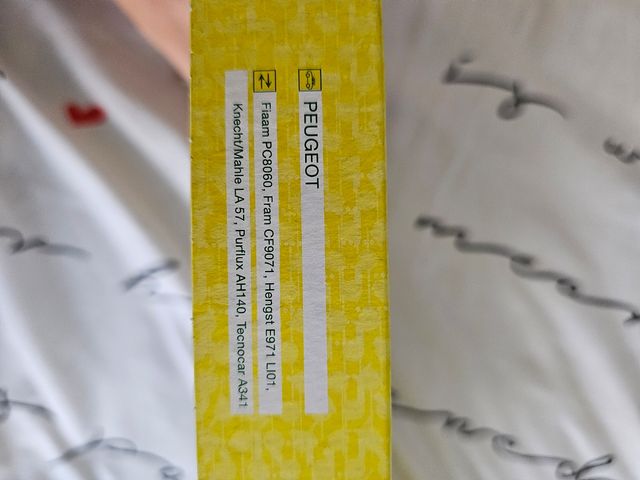 PEUGEOT
Fiaam PC8060, Fram CF9071, Hengst E971 LI01,
Knecht/Mahle LA 57, Purflux AH140, Tecnocar A341